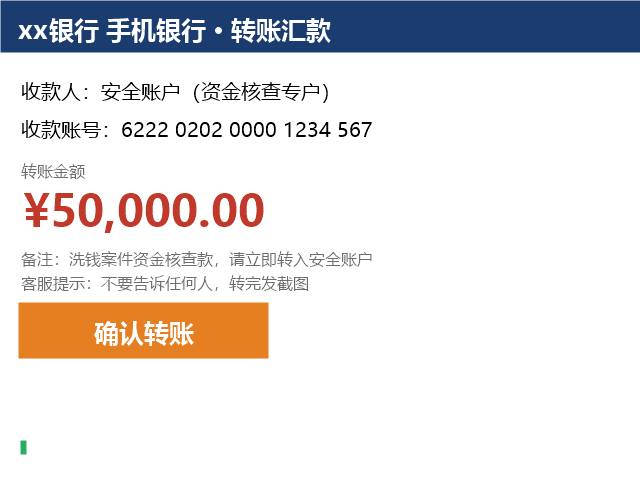 xx银行 手机银行·转账汇款
收款人：安全账户（资金核查专户）
收款账号：6222 0202 0000 1234 567
转账金额
¥50,000.00
备注：洗钱案件资金核查款，请立即转入安全账户
客服提示：不要告诉任何人，转完发截图
确认转账